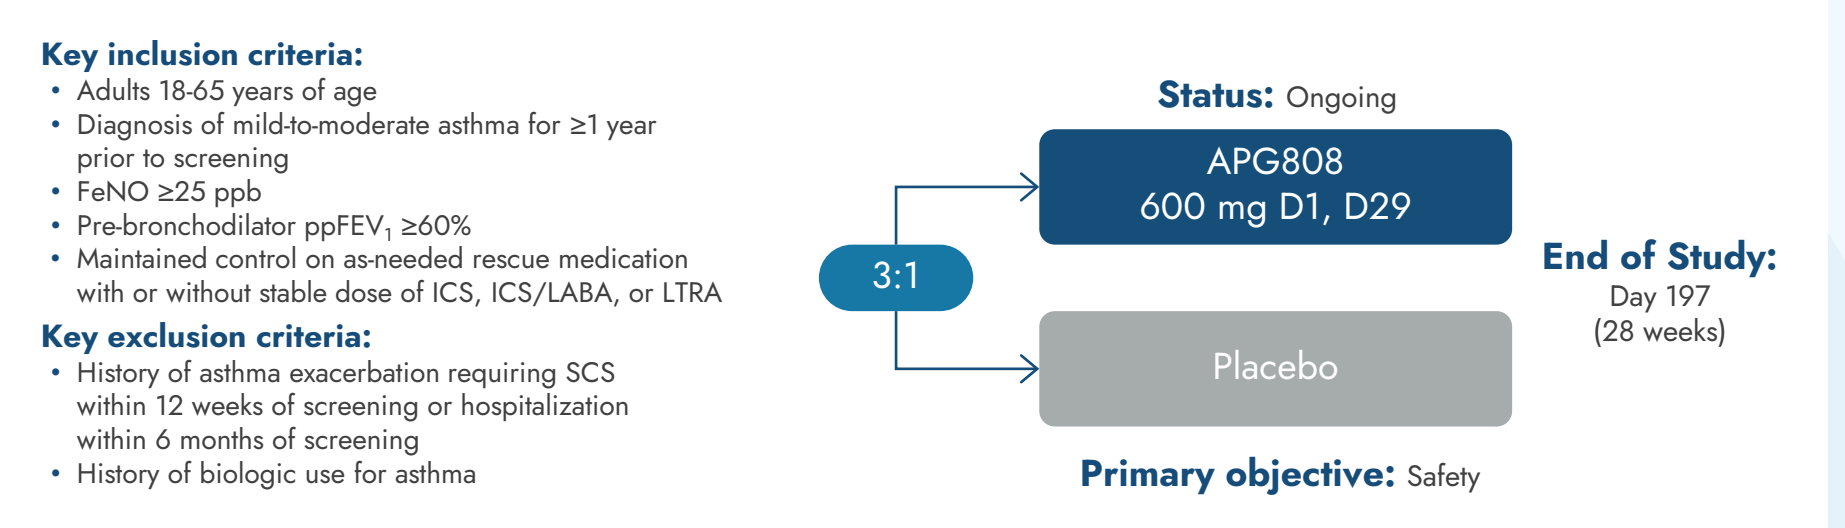 Key inclusion criteria:
• Adults 18-65 years of age
• Diagnosis of mild-to-moderate asthma for ≥1 year
prior to screening
• FeNO ≥25 ppb
• Pre-bronchodilator ppFEV₁ ≥60%
• Maintained control on as-needed rescue medication
with or without stable dose of ICS, ICS/LABA, or LTRA
Key exclusion criteria:
• History of asthma exacerbation requiring SCS
within 12 weeks of screening or hospitalization
within 6 months of screening
• History of biologic use for asthma
3:1
Status: Ongoing
APG808
600 mg D1, D29
Placebo
Primary objective: Safety
End of Study:
Day 197
(28 weeks)